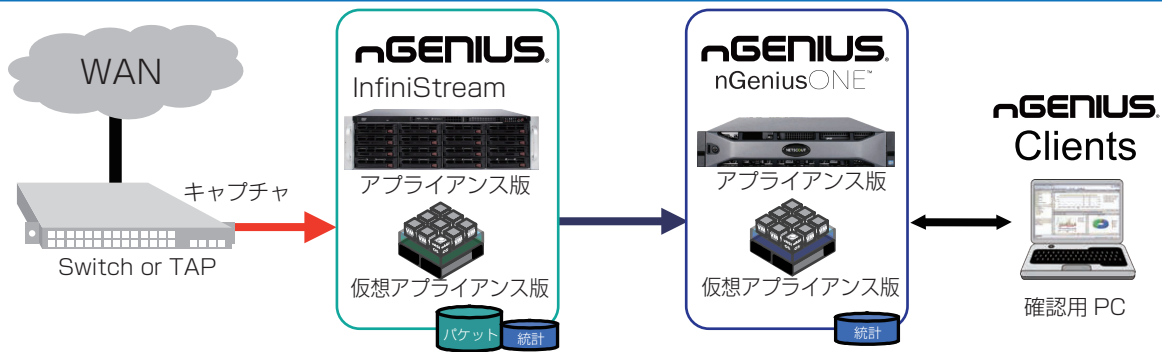 WAN
キャプチャ
Switch or TAP
nGENIUS®
InfiniStream
アプライアンス版
仮想アプライアンス版
パケット
統計
nGENIUS®
nGeniusONE™
NETSCOUT
アプライアンス版
仮想アプライアンス版
統計
nGENIUS®
Clients
確認用 PC